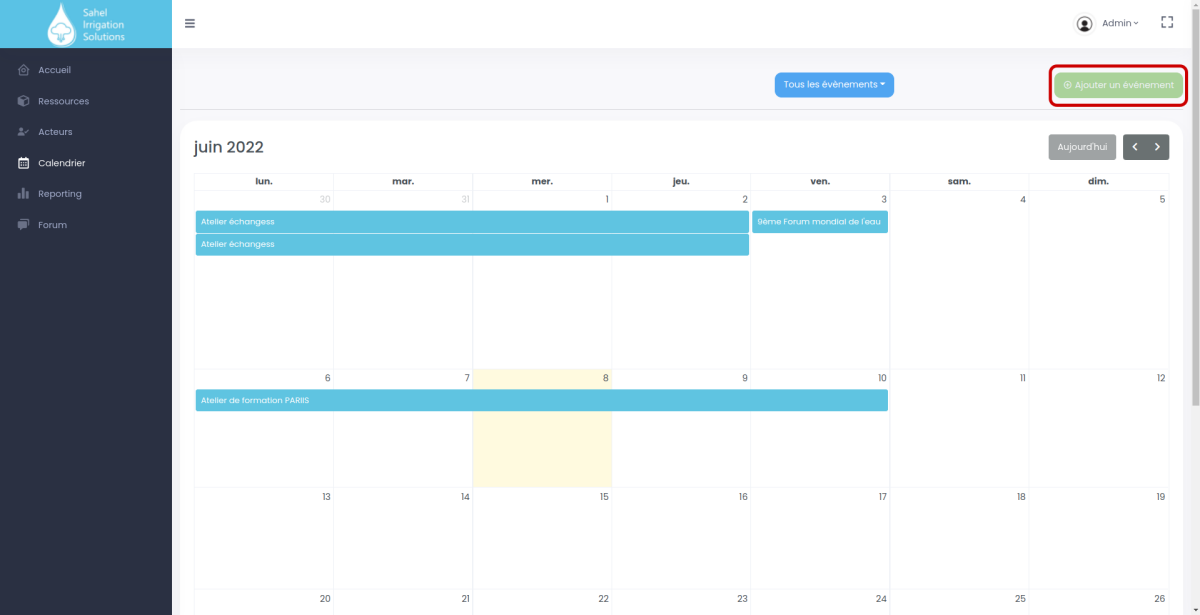 Sahel
Irrigation
Solutions
Admin
Accueil
Ressources
Acteurs
Calendrier
Reporting
Forum
Tous les évènements
Ajouter un événement
juin 2022
Aujourd'hui
lun. mar. mer. jeu. ven. sam. dim.
30 31 1 2 3 4 5
Atelier échangess 9ème Forum mondial de l'eau
Atelier échangess
6 7 8 9 10 11 12
Atelier de formation PARIIS
13 14 15 16 17 18 19
20 21 22 23 24 25 26